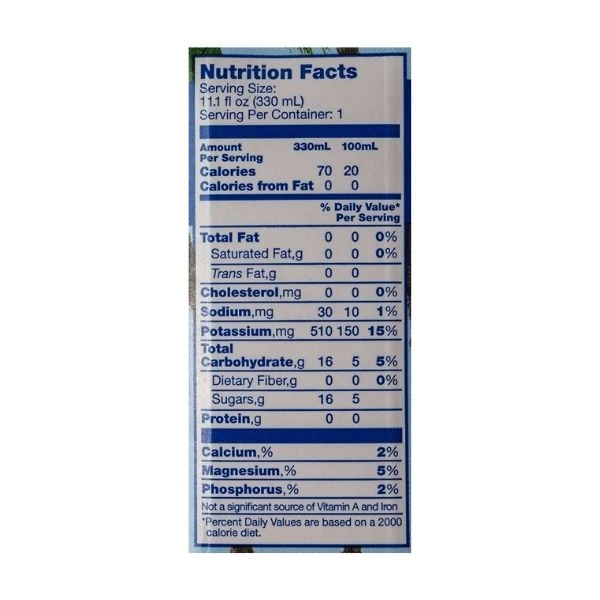 Nutrition Facts
Serving Size:
11.1 fl oz (330 mL)
Serving Per Container: 1
Amount 330mL 100mL
Per Serving
Calories 70 20
Calories from Fat 0 0
% Daily Value*
Per Serving
Total Fat 0 0 0%
Saturated Fat,g 0 0 0%
Trans Fat,g 0 0
Cholesterol,mg 0 0 0%
Sodium,mg 30 10 1%
Potassium,mg 510 150 15%
Total
Carbohydrate,g 16 5 5%
Dietary Fiber,g 0 0 0%
Sugars,g 16 5
Protein,g 0 0
Calcium,% 2%
Magnesium,% 5%
Phosphorus,% 2%
Not a significant source of Vitamin A and Iron
*Percent Daily Values are based on a 2000
calorie diet.